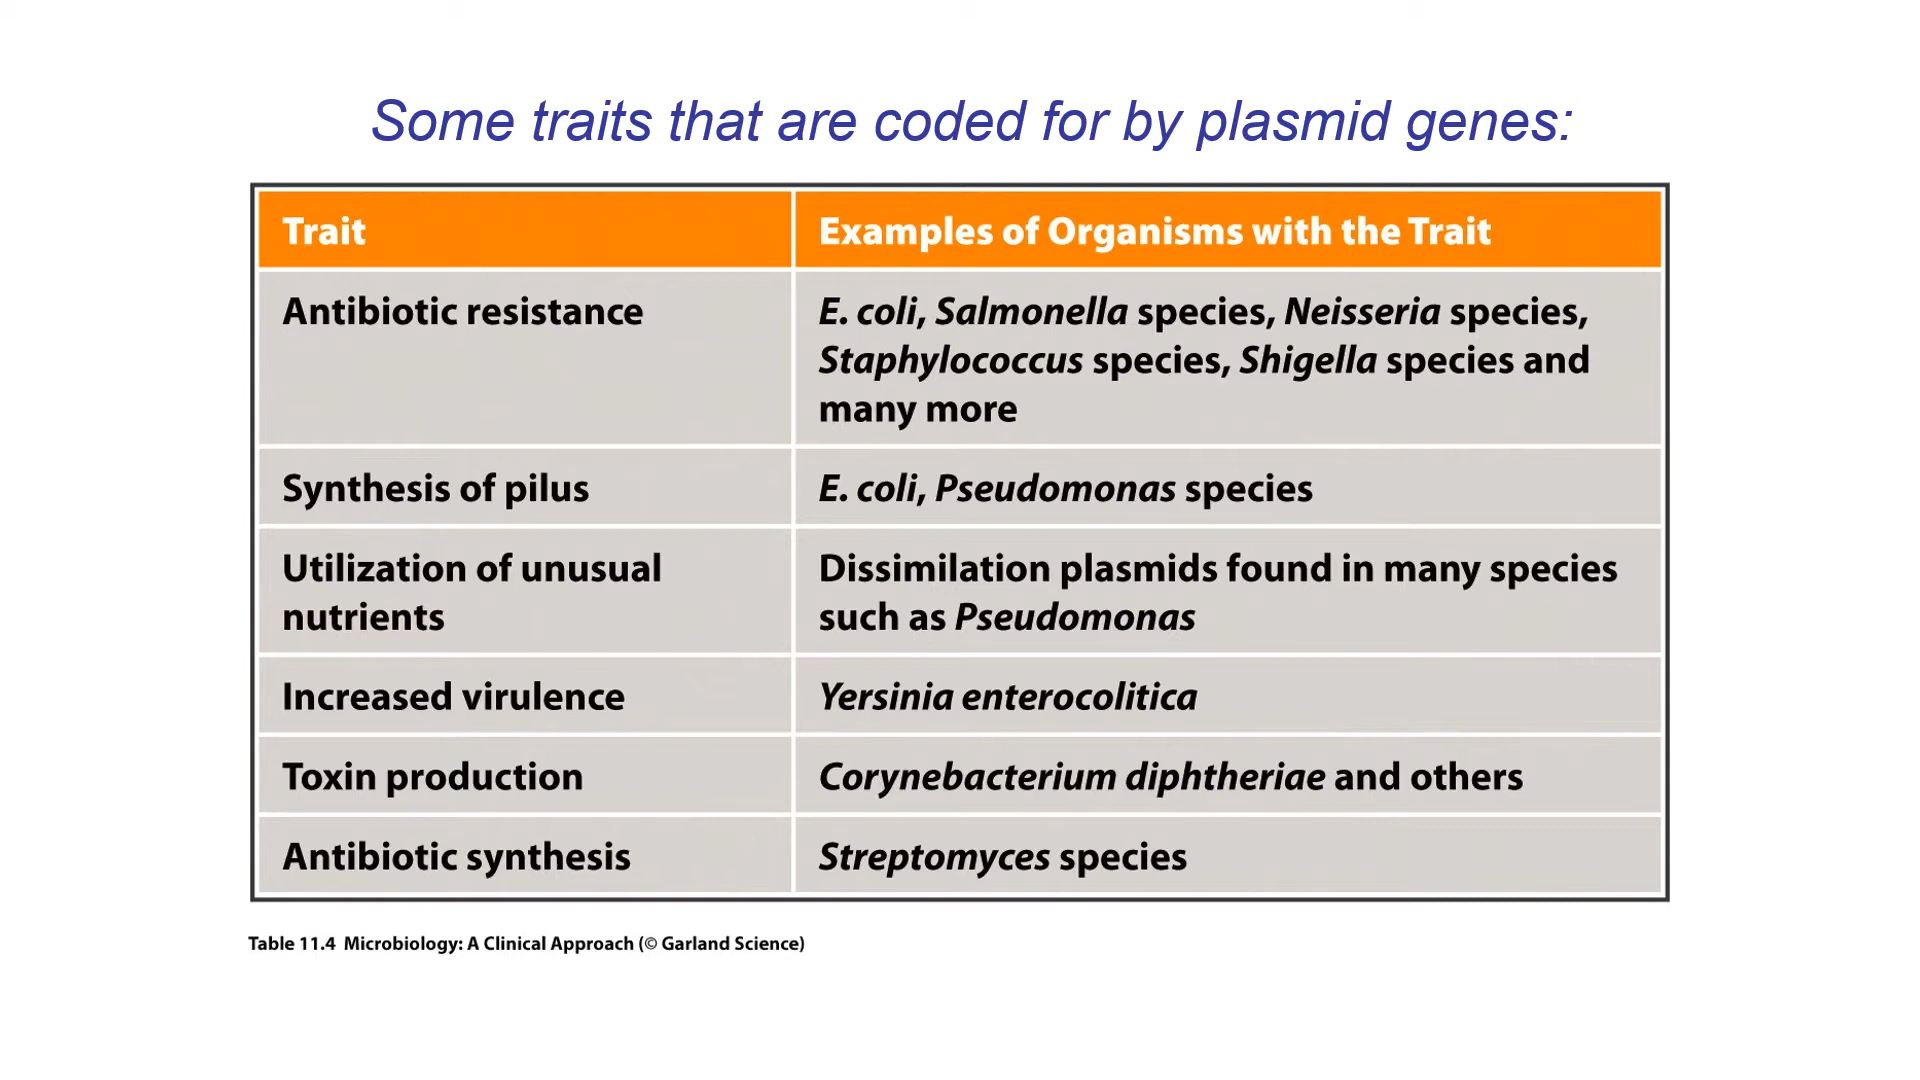 Some traits that are coded for by plasmid genes:
Trait
Examples of Organisms with the Trait
Antibiotic resistance
E. coli, Salmonella species, Neisseria species,
Staphylococcus species, Shigella species and
many more
Synthesis of pilus
E. coli, Pseudomonas species
Utilization of unusual
nutrients
Dissimilation plasmids found in many species
such as Pseudomonas
Increased virulence
Yersinia enterocolitica
Toxin production
Corynebacterium diphtheriae and others
Antibiotic synthesis
Streptomyces species
Table 11.4 Microbiology: A Clinical Approach (© Garland Science)